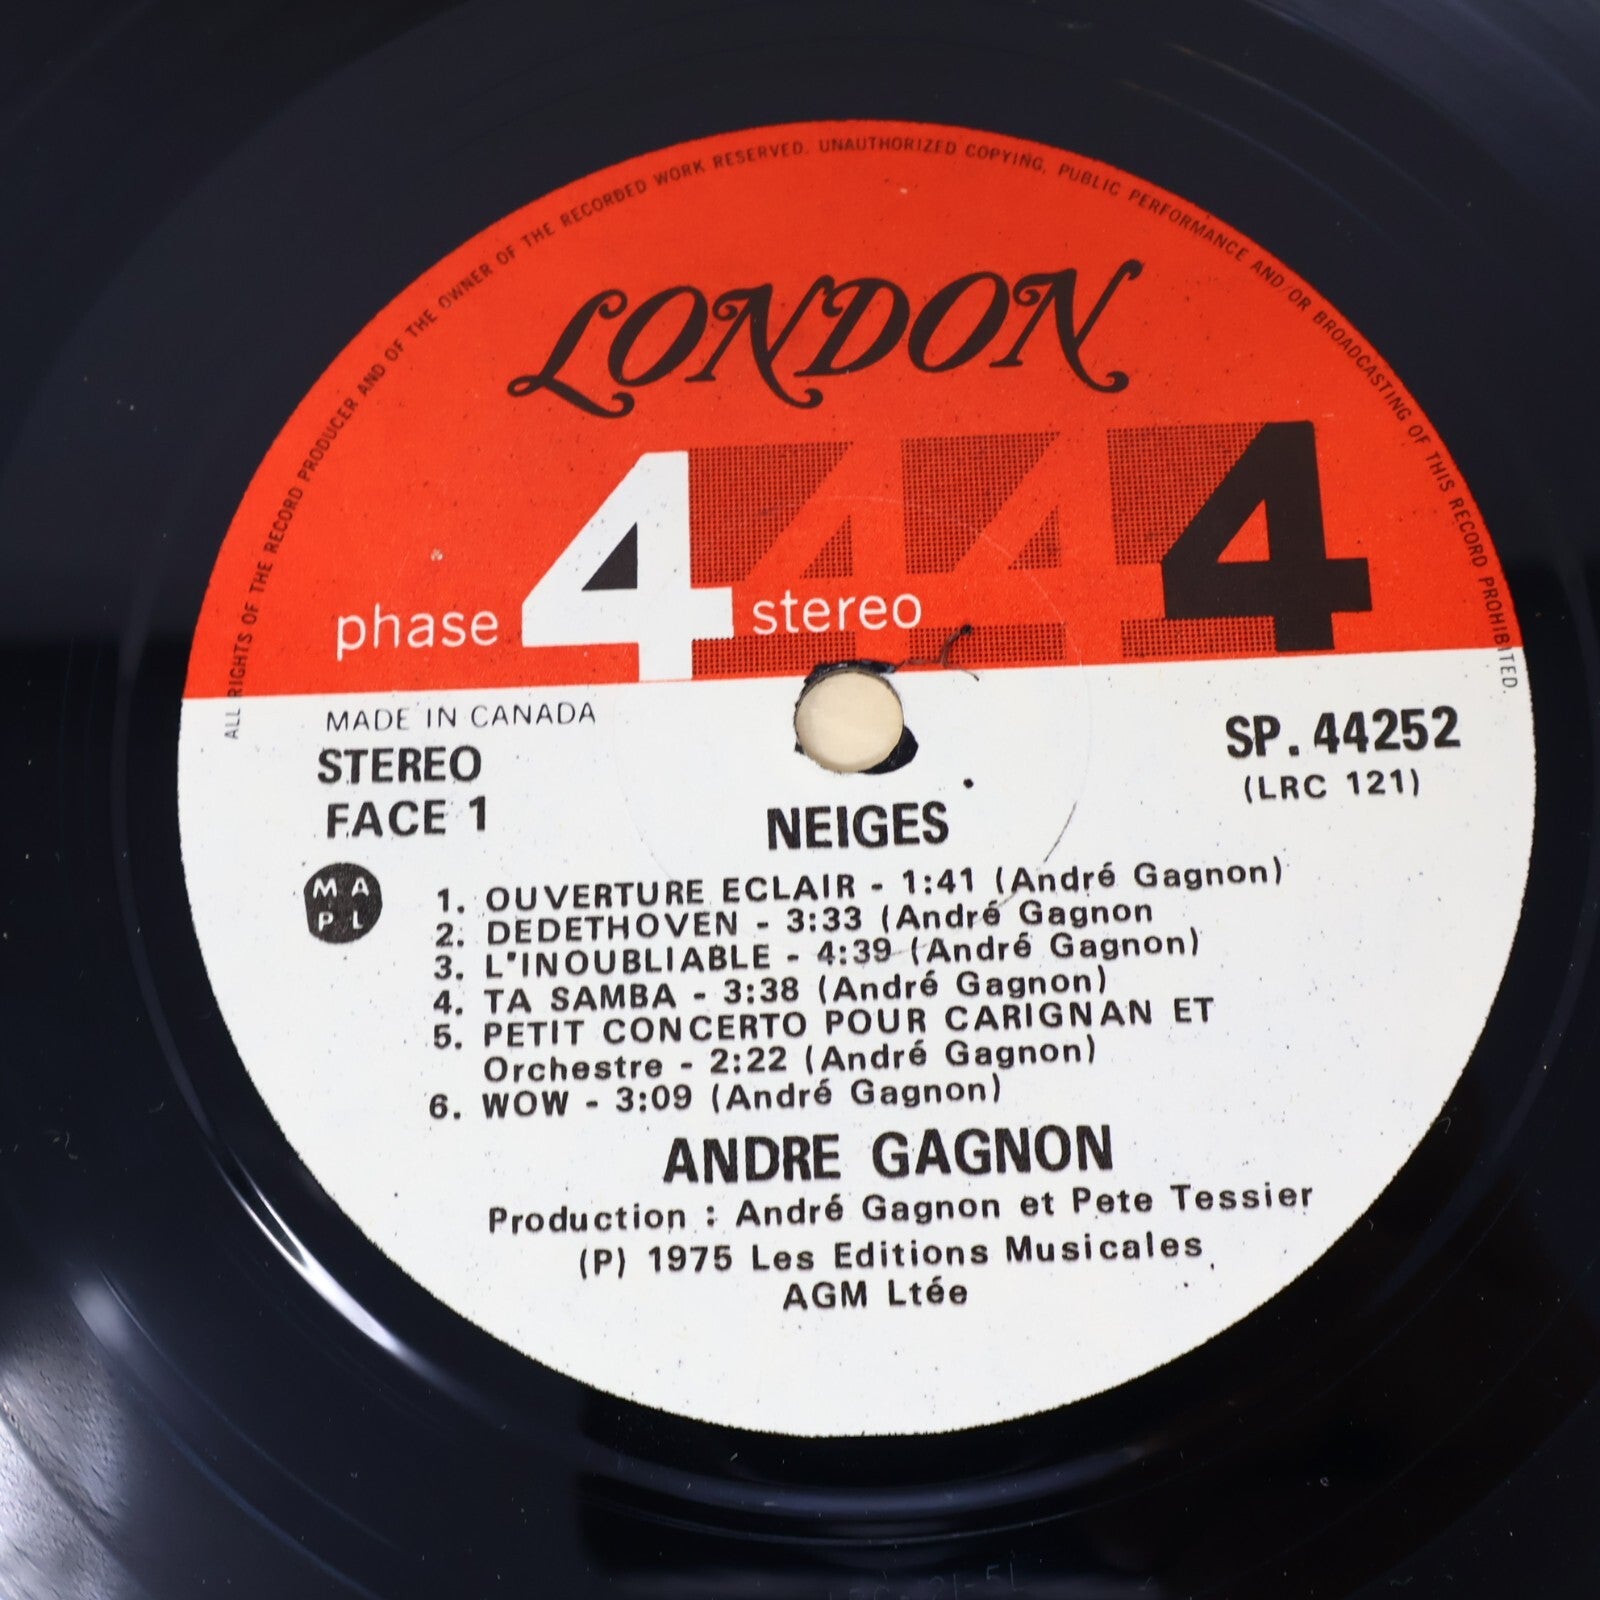 ALL RIGHTS OF THE RECORD PRODUCER AND OF THE OWNER OF THE RECORDED WORK RESERVED. UNAUTHORIZED COPYING, PUBLIC PERFORMANCE AND/OR BROADCASTING OF THIS RECORD PROHIBITED.
LONDON
4 4 4 4
phase 4 stereo
MADE IN CANADA
STEREO
FACE 1
SP. 44252
(LRC 121)
NEIGES
MA
PL
1. OUVERTURE ECLAIR - 1:41 (André Gagnon)
2. DEDETHOVEN - 3:33 (André Gagnon
3. L'INOUBLIABLE - 4:39 (André Gagnon)
4. TA SAMBA - 3:38 (André Gagnon)
5. PETIT CONCERTO POUR CARIGNAN ET
Orchestre - 2:22 (André Gagnon)
6. WOW - 3:09 (André Gagnon)
ANDRE GAGNON
Production : André Gagnon et Pete Tessier
(P) 1975 Les Editions Musicales
AGM Ltée